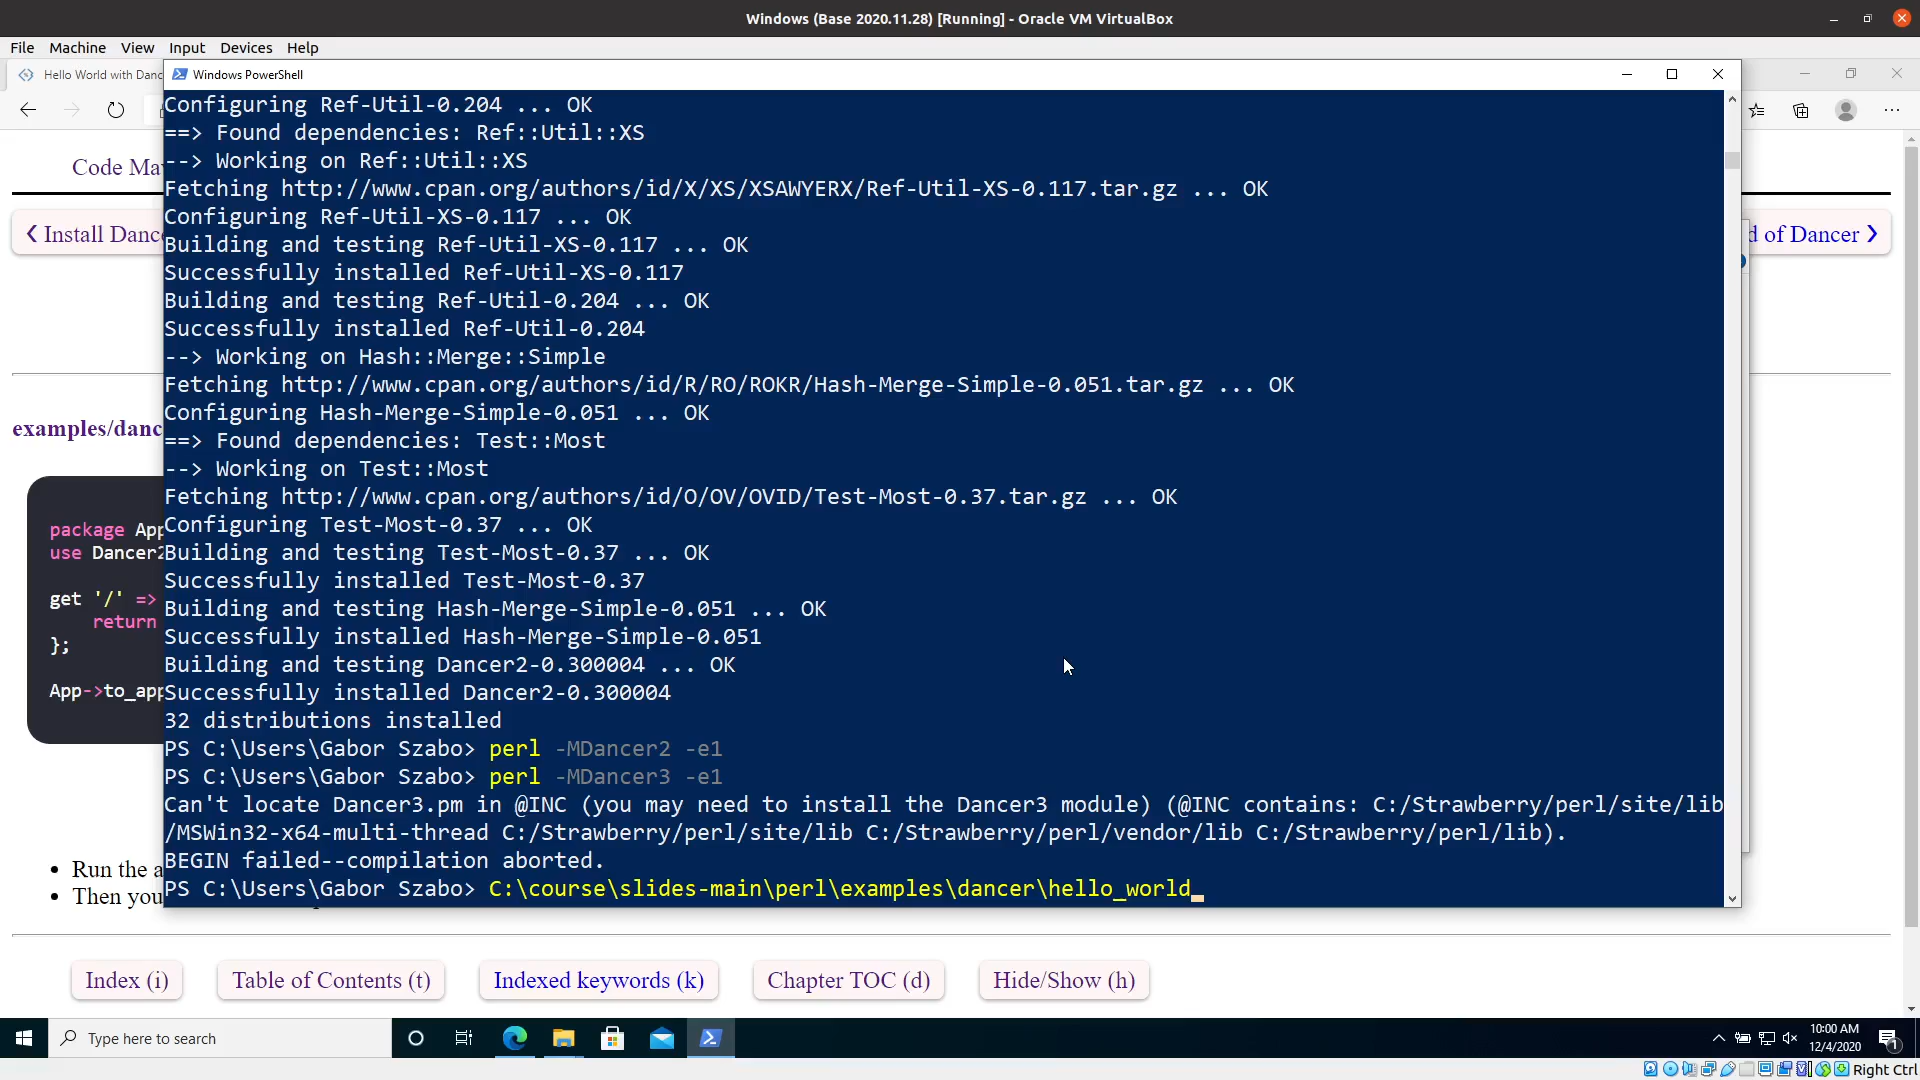 Windows (Base 2020.11.28) [Running] - Oracle VM VirtualBox
File Machine View Input Devices Help
Hello World with Danc
Windows PowerShell
Code Ma
Install Danc
d of Dancer
examples/danc
package App
use Dancer2
get '/' =>
return
};
App->to_app
Configuring Ref-Util-0.204 ... OK
==> Found dependencies: Ref::Util::XS
--> Working on Ref::Util::XS
Fetching http://www.cpan.org/authors/id/X/XS/XSAWYERX/Ref-Util-XS-0.117.tar.gz ... OK
Configuring Ref-Util-XS-0.117 ... OK
Building and testing Ref-Util-XS-0.117 ... OK
Successfully installed Ref-Util-XS-0.117
Building and testing Ref-Util-0.204 ... OK
Successfully installed Ref-Util-0.204
--> Working on Hash::Merge::Simple
Fetching http://www.cpan.org/authors/id/R/RO/ROKR/Hash-Merge-Simple-0.051.tar.gz ... OK
Configuring Hash-Merge-Simple-0.051 ... OK
==> Found dependencies: Test::Most
--> Working on Test::Most
Fetching http://www.cpan.org/authors/id/O/OV/OVID/Test-Most-0.37.tar.gz ... OK
Configuring Test-Most-0.37 ... OK
Building and testing Test-Most-0.37 ... OK
Successfully installed Test-Most-0.37
Building and testing Hash-Merge-Simple-0.051 ... OK
Successfully installed Hash-Merge-Simple-0.051
Building and testing Dancer2-0.300004 ... OK
Successfully installed Dancer2-0.300004
32 distributions installed
PS C:\Users\Gabor Szabo> perl -MDancer2 -e1
PS C:\Users\Gabor Szabo> perl -MDancer3 -e1
Can't locate Dancer3.pm in @INC (you may need to install the Dancer3 module) (@INC contains: C:/Strawberry/perl/site/lib
/MSWin32-x64-multi-thread C:/Strawberry/perl/site/lib C:/Strawberry/perl/vendor/lib C:/Strawberry/perl/lib).
BEGIN failed--compilation aborted.
PS C:\Users\Gabor Szabo> C:\course\slides-main\perl\examples\dancer\hello_world
Run the a
Then you
Index (i) Table of Contents (t) Indexed keywords (k) Chapter TOC (d) Hide/Show (h)
Type here to search
10:00 AM
12/4/2020
1
Right Ctrl